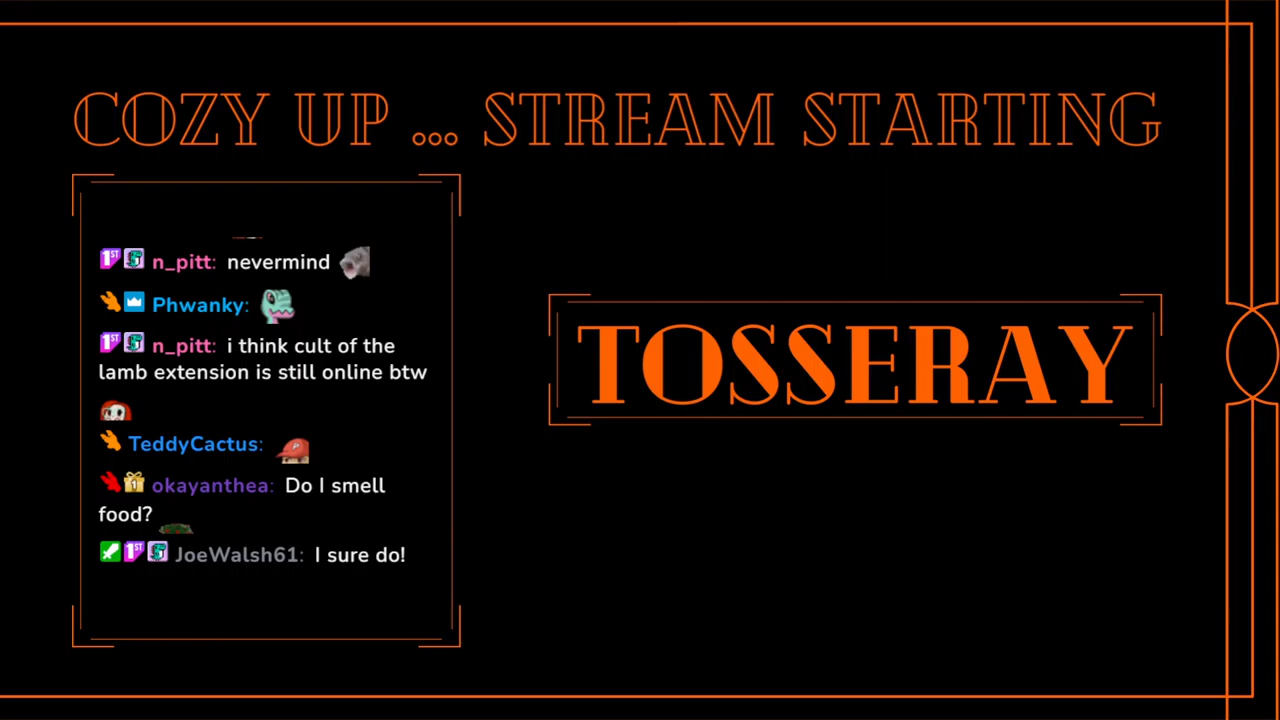 COZY UP ... STREAM STARTING
n_pitt: nevermind
Phwanky:
n_pitt: i think cult of the
lamb extension is still online btw
TeddyCactus:
okayanthea: Do I smell
food?
JoeWalsh61: I sure do!
TOSSERAY